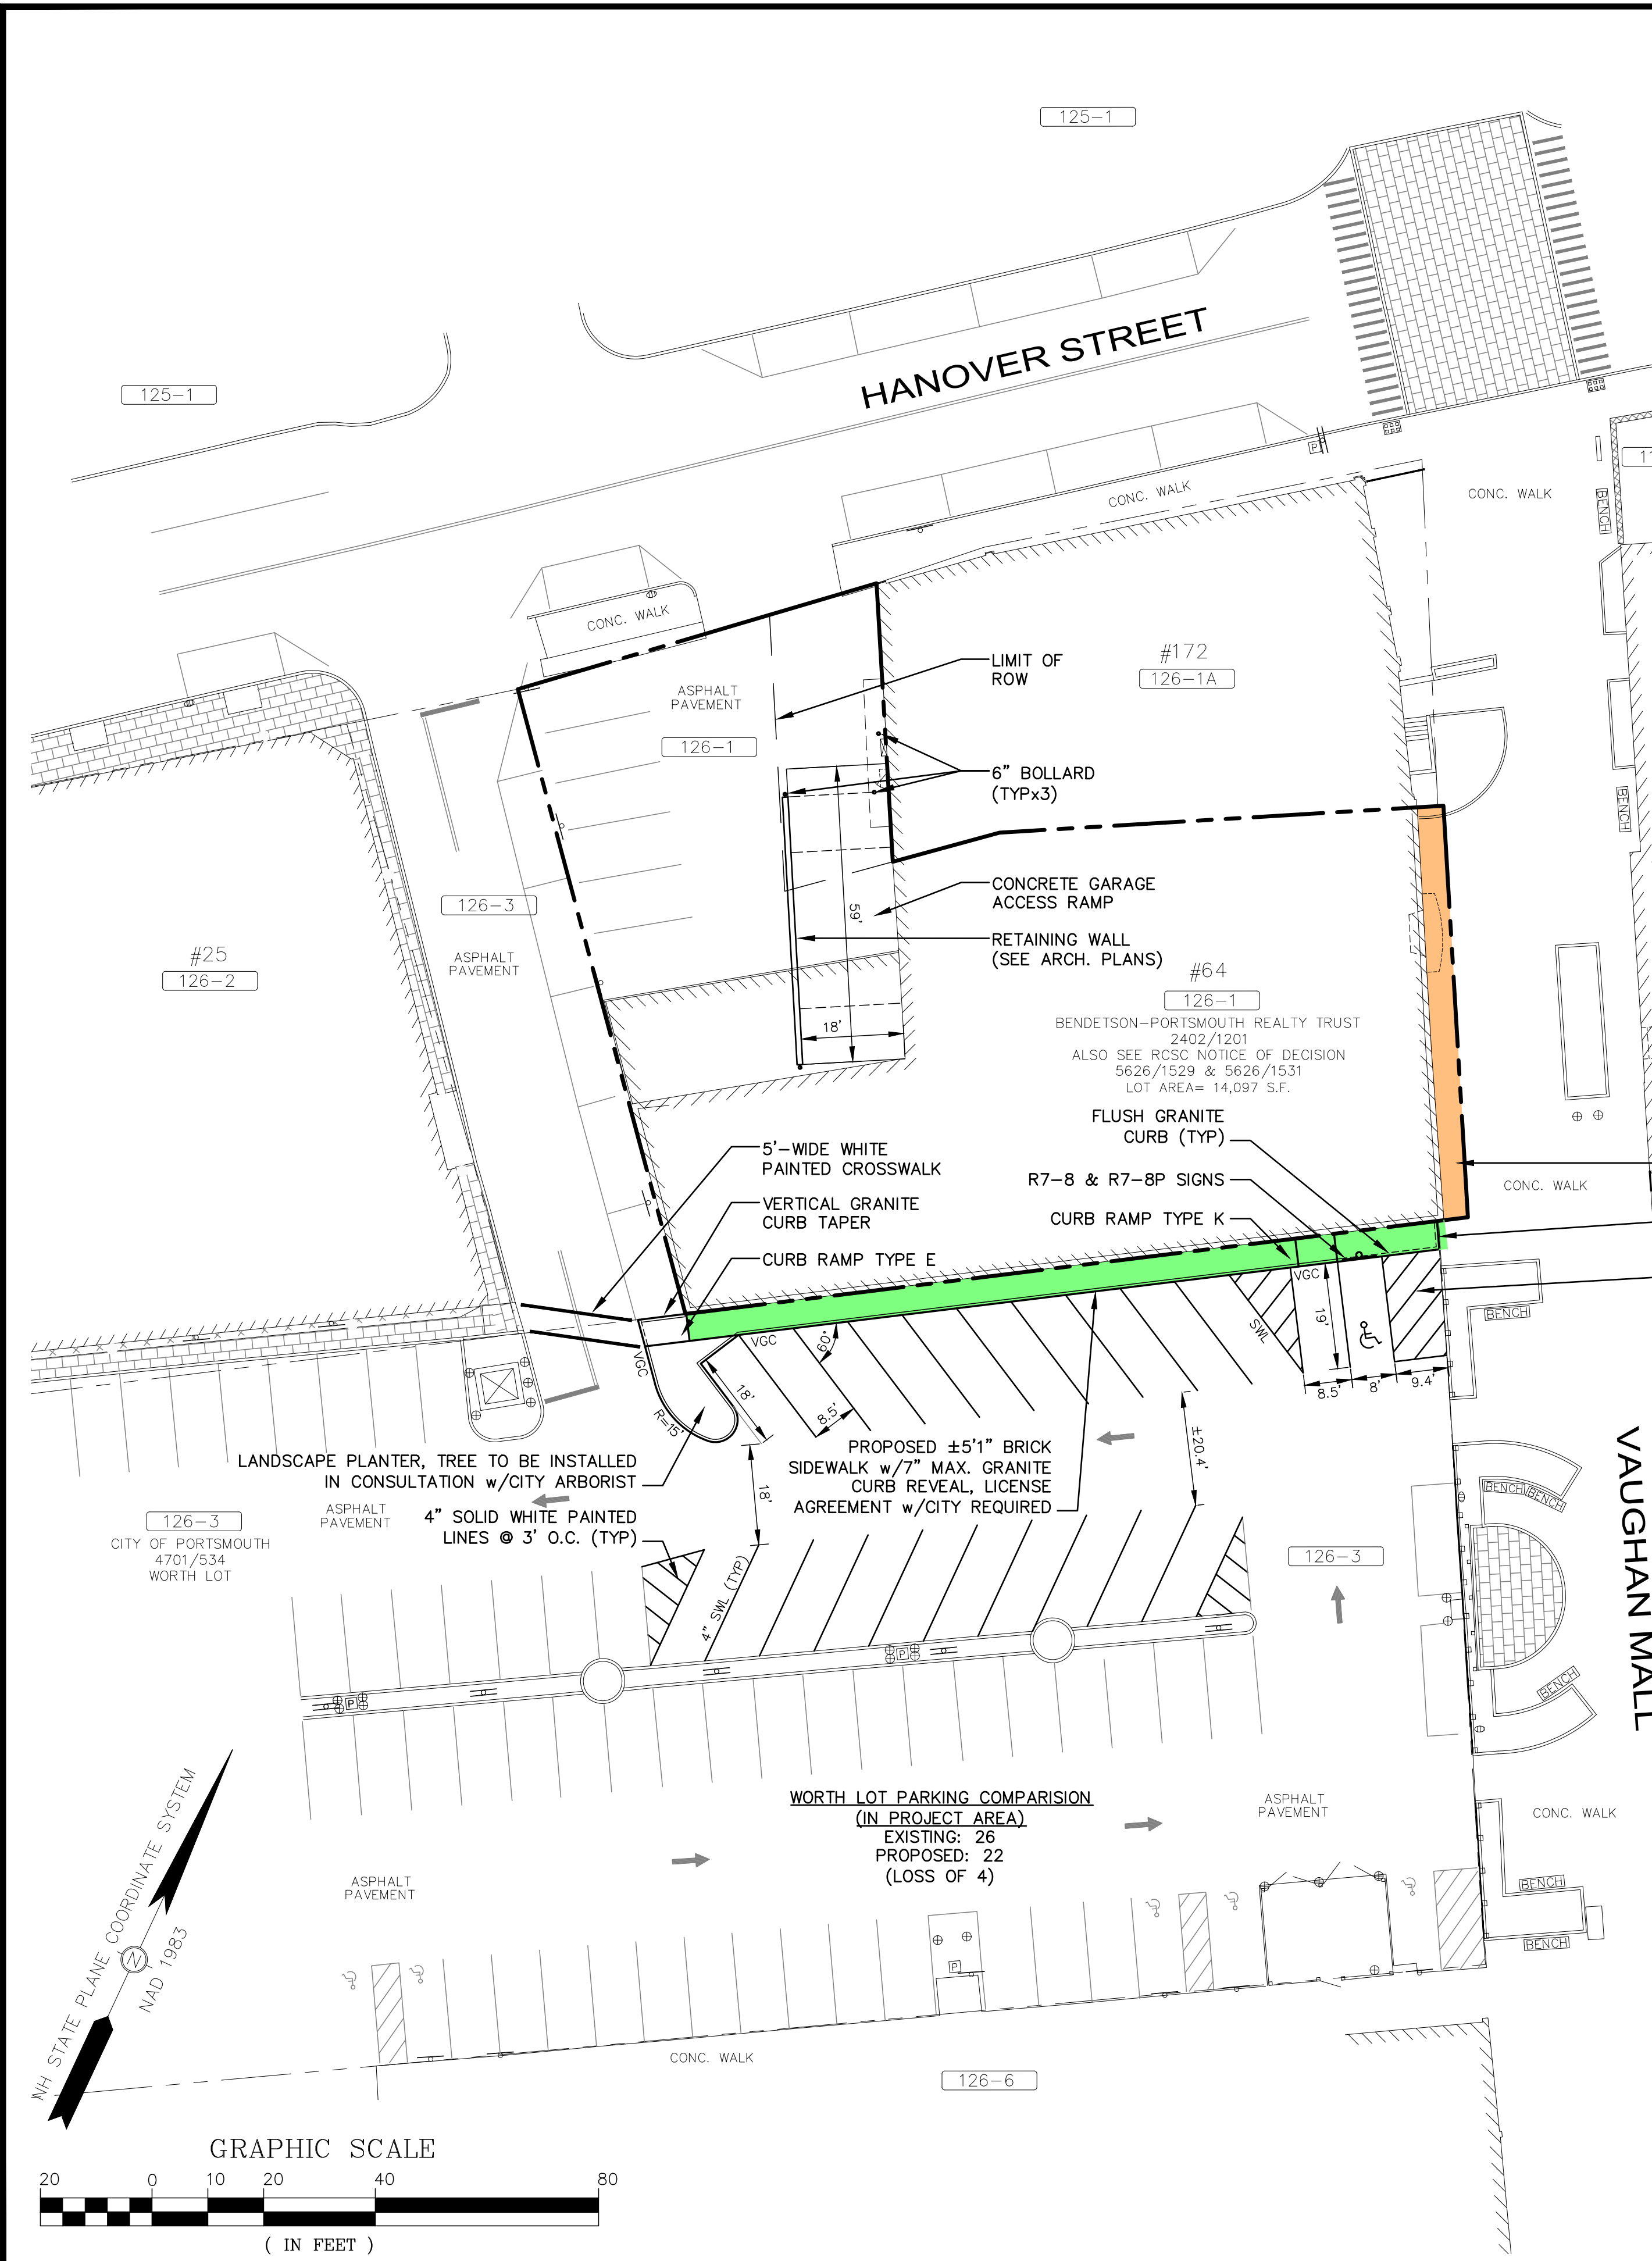 125-1
125-1
HANOVER STREET
CONC. WALK
CONC. WALK
BENCH
CONC. WALK
#172
126-1A
LIMIT OF
ROW
ASPHALT
PAVEMENT
126-1
6" BOLLARD
(TYPx3)
BENCH
126-3
ASPHALT
PAVEMENT
#25
126-2
CONCRETE GARAGE
ACCESS RAMP
59'
RETAINING WALL
(SEE ARCH. PLANS)
18'
#64
126-1
BENDETSON-PORTSMOUTH REALTY TRUST
2402/1201
ALSO SEE RCSC NOTICE OF DECISION
5626/1529 & 5626/1531
LOT AREA= 14,097 S.F.
FLUSH GRANITE
CURB (TYP)
R7-8 & R7-8P SIGNS
CURB RAMP TYPE K
CONC. WALK
5'-WIDE WHITE
PAINTED CROSSWALK
VERTICAL GRANITE
CURB TAPER
CURB RAMP TYPE E
VGC
VGC
VGC
SWL
19'
8.5'
8'
9.4'
60°
18'
8.5'
R=15'
BENCH
±20.4'
18'
LANDSCAPE PLANTER, TREE TO BE INSTALLED
IN CONSULTATION w/CITY ARBORIST
PROPOSED ±5'1" BRICK
SIDEWALK w/7" MAX. GRANITE
CURB REVEAL, LICENSE
AGREEMENT w/CITY REQUIRED
ASPHALT
PAVEMENT
4" SOLID WHITE PAINTED
LINES @ 3' O.C. (TYP)
126-3
CITY OF PORTSMOUTH
4701/534
WORTH LOT
4" SWL (TYP)
126-3
BENCH
BENCH
BENCH
VAUGHAN MALL
P
P
P
P
WORTH LOT PARKING COMPARISION
(IN PROJECT AREA)
EXISTING: 26
PROPOSED: 22
(LOSS OF 4)
ASPHALT
PAVEMENT
CONC. WALK
ASPHALT
PAVEMENT
BENCH
BENCH
NH STATE PLANE COORDINATE SYSTEM
NAD 1983
N
CONC. WALK
126-6
GRAPHIC SCALE
20 0 10 20 40 80
( IN FEET )